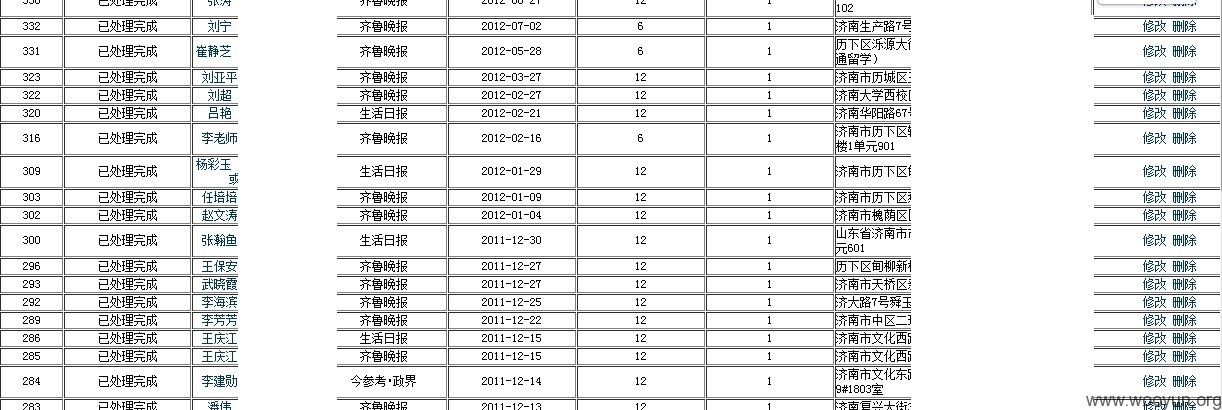 330 已处理完成 张涛 齐鲁晚报 2012-08-21 12 1 102
332 已处理完成 刘宁 齐鲁晚报 2012-07-02 6 1 济南生产路7号 修改 删除
331 已处理完成 崔静芝 齐鲁晚报 2012-05-28 6 1 历下区泺源大街 修改 删除
通留学）
323 已处理完成 刘亚平 齐鲁晚报 2012-03-27 12 1 济南市历城区 修改 删除
322 已处理完成 刘超 齐鲁晚报 2012-02-27 12 1 济南大学西校区 修改 删除
320 已处理完成 吕艳 生活日报 2012-02-21 12 1 济南华阳路67号 修改 删除
316 已处理完成 李老师 齐鲁晚报 2012-02-16 6 1 济南市历下区 修改 删除
楼1单元901
309 已处理完成 杨彩玉 生活日报 2012-01-29 12 1 济南市历下区 修改 删除
或
303 已处理完成 任培培 齐鲁晚报 2012-01-09 12 1 济南市历下区 修改 删除
302 已处理完成 赵文涛 齐鲁晚报 2012-01-04 12 1 济南市槐荫区 修改 删除
300 已处理完成 张瀚鱼 生活日报 2011-12-30 12 1 山东省济南市 修改 删除
元601
296 已处理完成 王保安 齐鲁晚报 2011-12-27 12 1 历下区甸柳新 修改 删除
293 已处理完成 武晓霞 齐鲁晚报 2011-12-27 12 1 济南市天桥区 修改 删除
292 已处理完成 李海滨 齐鲁晚报 2011-12-25 12 1 济大路7号舜玉 修改 删除
289 已处理完成 李芳芳 齐鲁晚报 2011-12-22 12 1 济南市中区二 修改 删除
286 已处理完成 王庆江 生活日报 2011-12-15 12 1 济南市文化西路 修改 删除
285 已处理完成 王庆江 齐鲁晚报 2011-12-15 12 1 济南市文化西路 修改 删除
284 已处理完成 李建勋 今参考·政界 2011-12-14 12 1 济南市文化东路 修改 删除
9#1803室
283 已处理完成 潘伟 齐鲁晚报 2011-12-13 12 1 济南复兴大街 修改 删除
www.wooyun.org